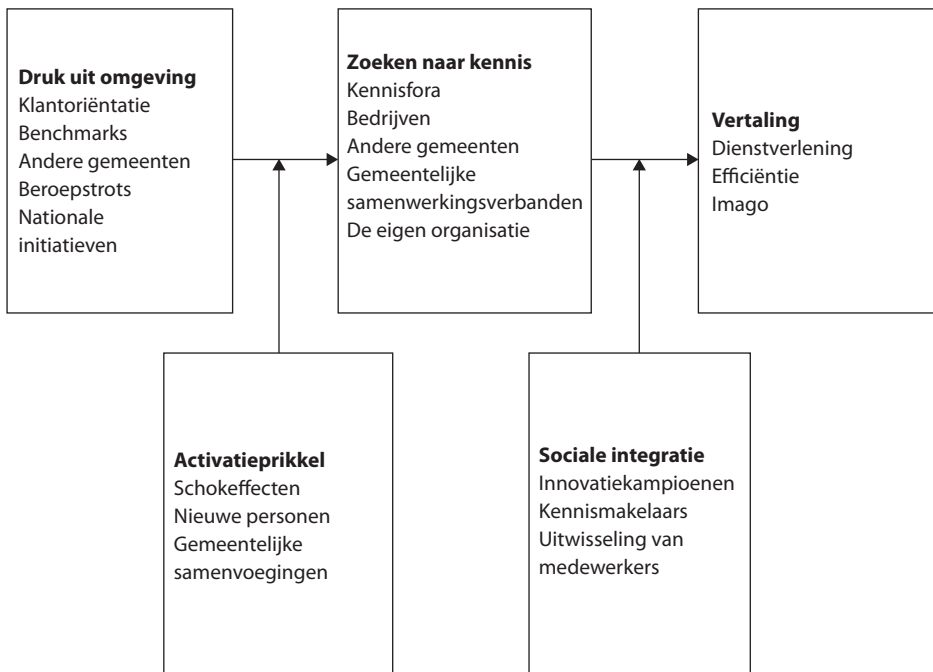 Druk uit omgeving
Klantoriëntatie
Benchmarks
Andere gemeenten
Beroepstrots
Nationale
initiatieven
Zoeken naar kennis
Kennisfora
Bedrijven
Andere gemeenten
Gemeentelijke
samenwerkingsverbanden
De eigen organisatie
Vertaling
Dienstverlening
Efficiëntie
Imago
Activatieprikkel
Schokeffecten
Nieuwe personen
Gemeentelijke
samenvoegingen
Sociale integratie
Innovatiekampioenen
Kennismakelaars
Uitwisseling van
medewerkers